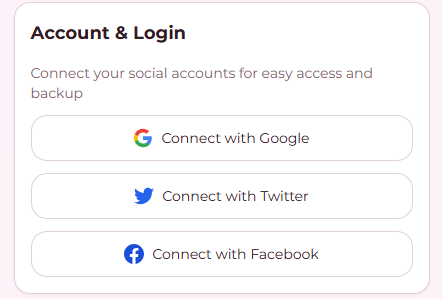 Account & Login
Connect your social accounts for easy access and
backup
Connect with Google
Connect with Twitter
Connect with Facebook